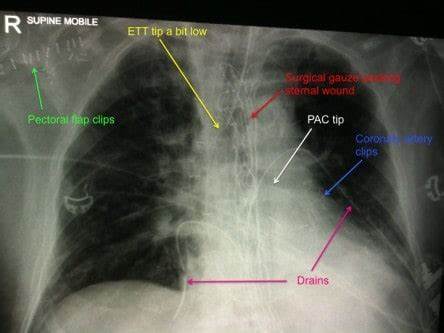 R SUPINE MOBILE
ETT tip a bit low
Surgical gauze packing
sternal wound
Pectoral flap clips
PAC tip
Coronary artery
clips
Drains